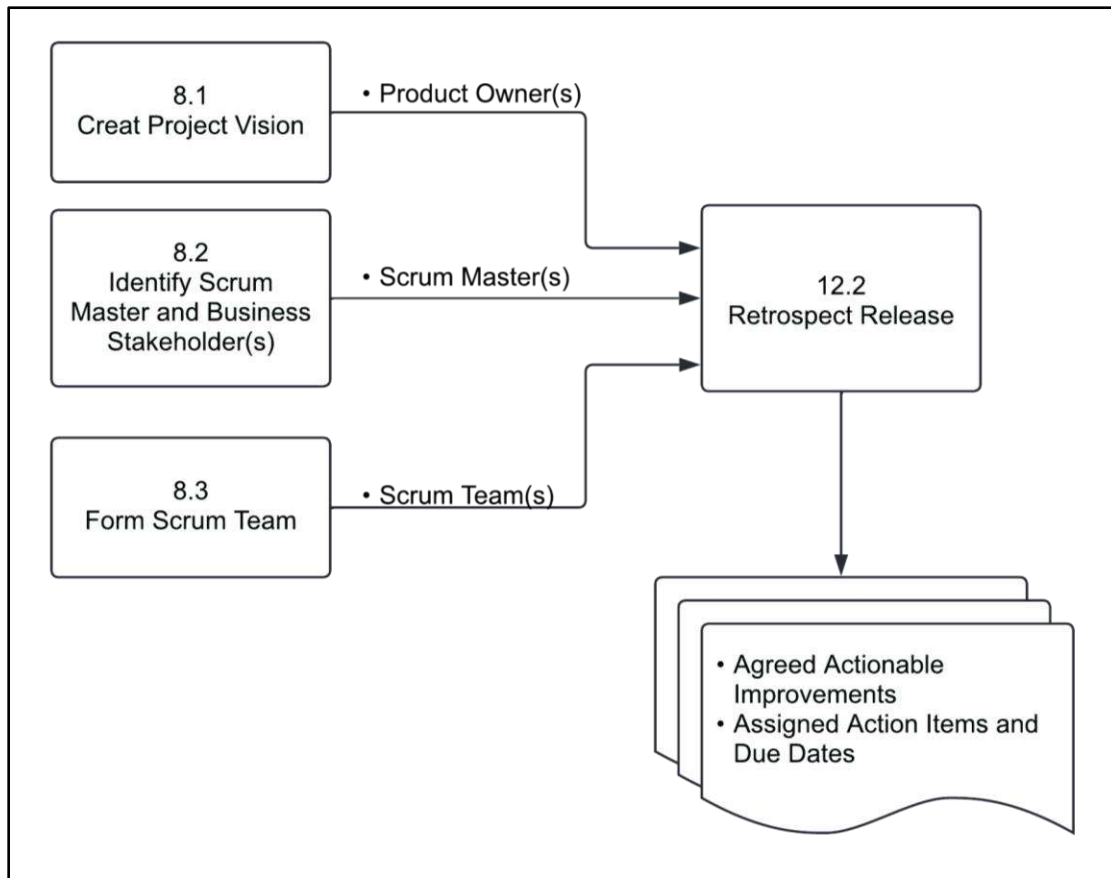 8.1
Creat Project Vision
• Product Owner(s)
8.2
Identify Scrum
Master and Business
Stakeholder(s)
• Scrum Master(s)
12.2
Retrospect Release
8.3
Form Scrum Team
• Scrum Team(s)
• Agreed Actionable
Improvements
• Assigned Action Items and
Due Dates